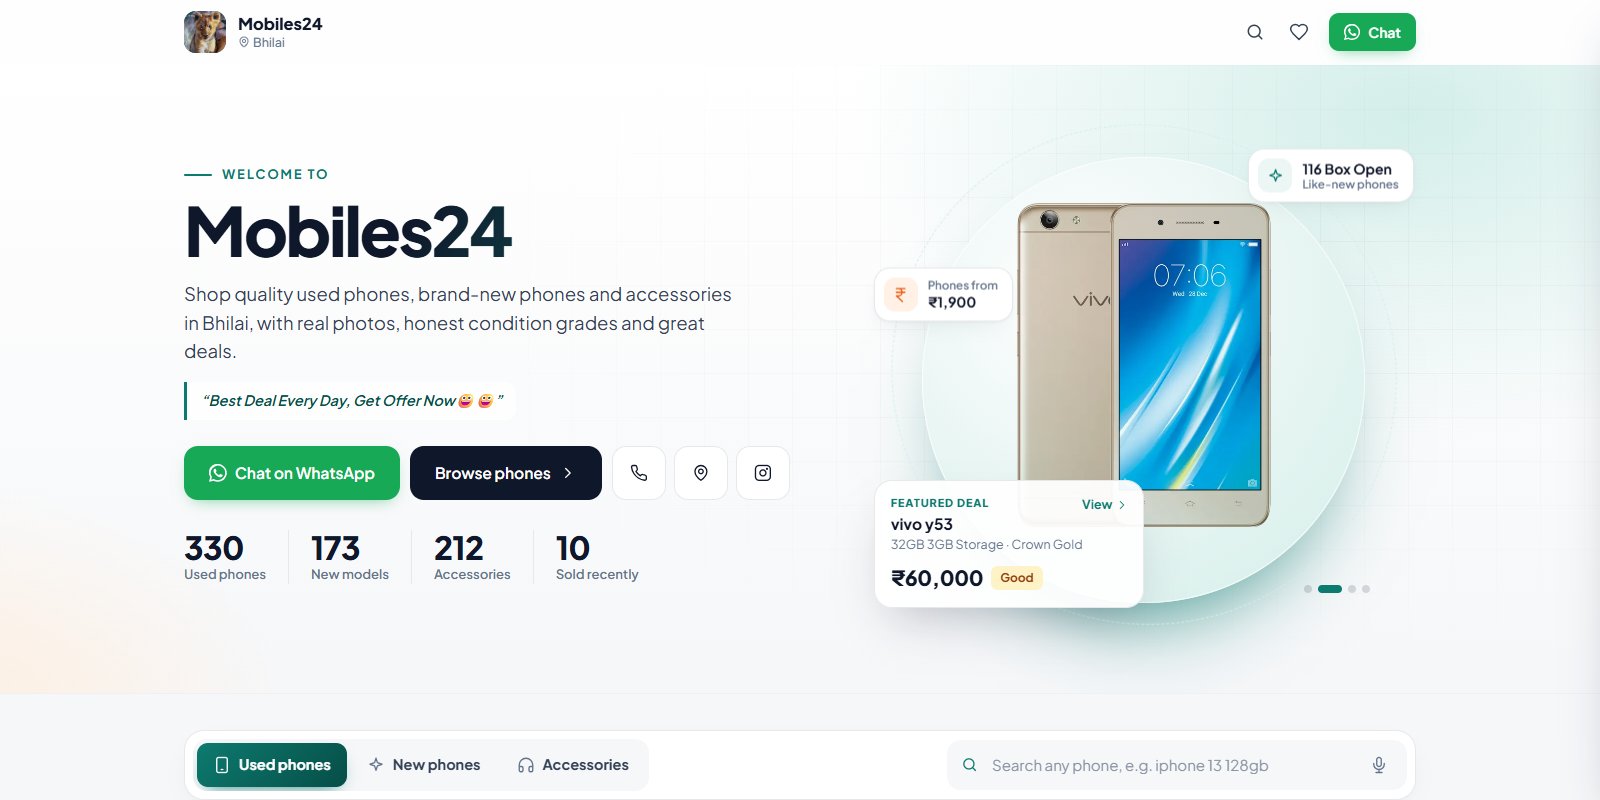 Mobiles24
Bhilai
Chat
WELCOME TO
Mobiles24
Shop quality used phones, brand-new phones and accessories
in Bhilai, with real photos, honest condition grades and great
deals.
“Best Deal Every Day, Get Offer Now🤪 🤪 ”
Chat on WhatsApp
Browse phones
330
Used phones
173
New models
212
Accessories
10
Sold recently
116 Box Open
Like-new phones
Phones from
₹1,900
vivo
07:06
Wed 28 Dec
FEATURED DEAL
View
vivo y53
32GB 3GB Storage · Crown Gold
₹60,000
Good
Used phones
New phones
Accessories
Search any phone, e.g. iphone 13 128gb